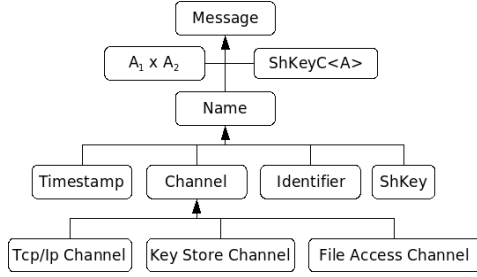 Message
A₁ x A₂
ShKeyC<A>
Name
Timestamp
Channel
Identifier
ShKey
Tcp/Ip Channel
Key Store Channel
File Access Channel